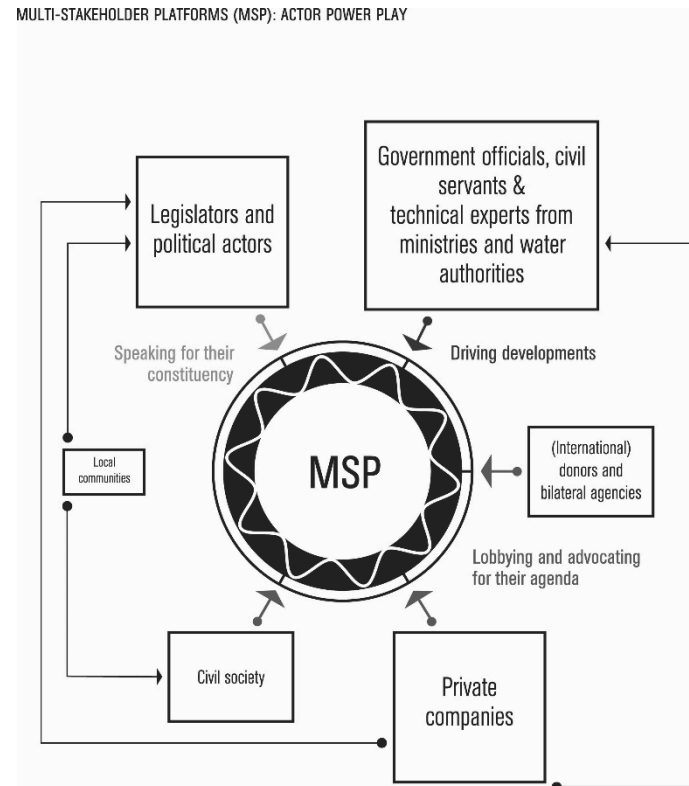 MULTI-STAKEHOLDER PLATFORMS (MSP): ACTOR POWER PLAY
Legislators and
political actors
Government officials, civil
servants &
technical experts from
ministries and water
authorities
Speaking for their
constituency
Driving developments
MSP
Local
communities
(International)
donors and
bilateral agencies
Lobbying and advocating
for their agenda
Civil society
Private
companies